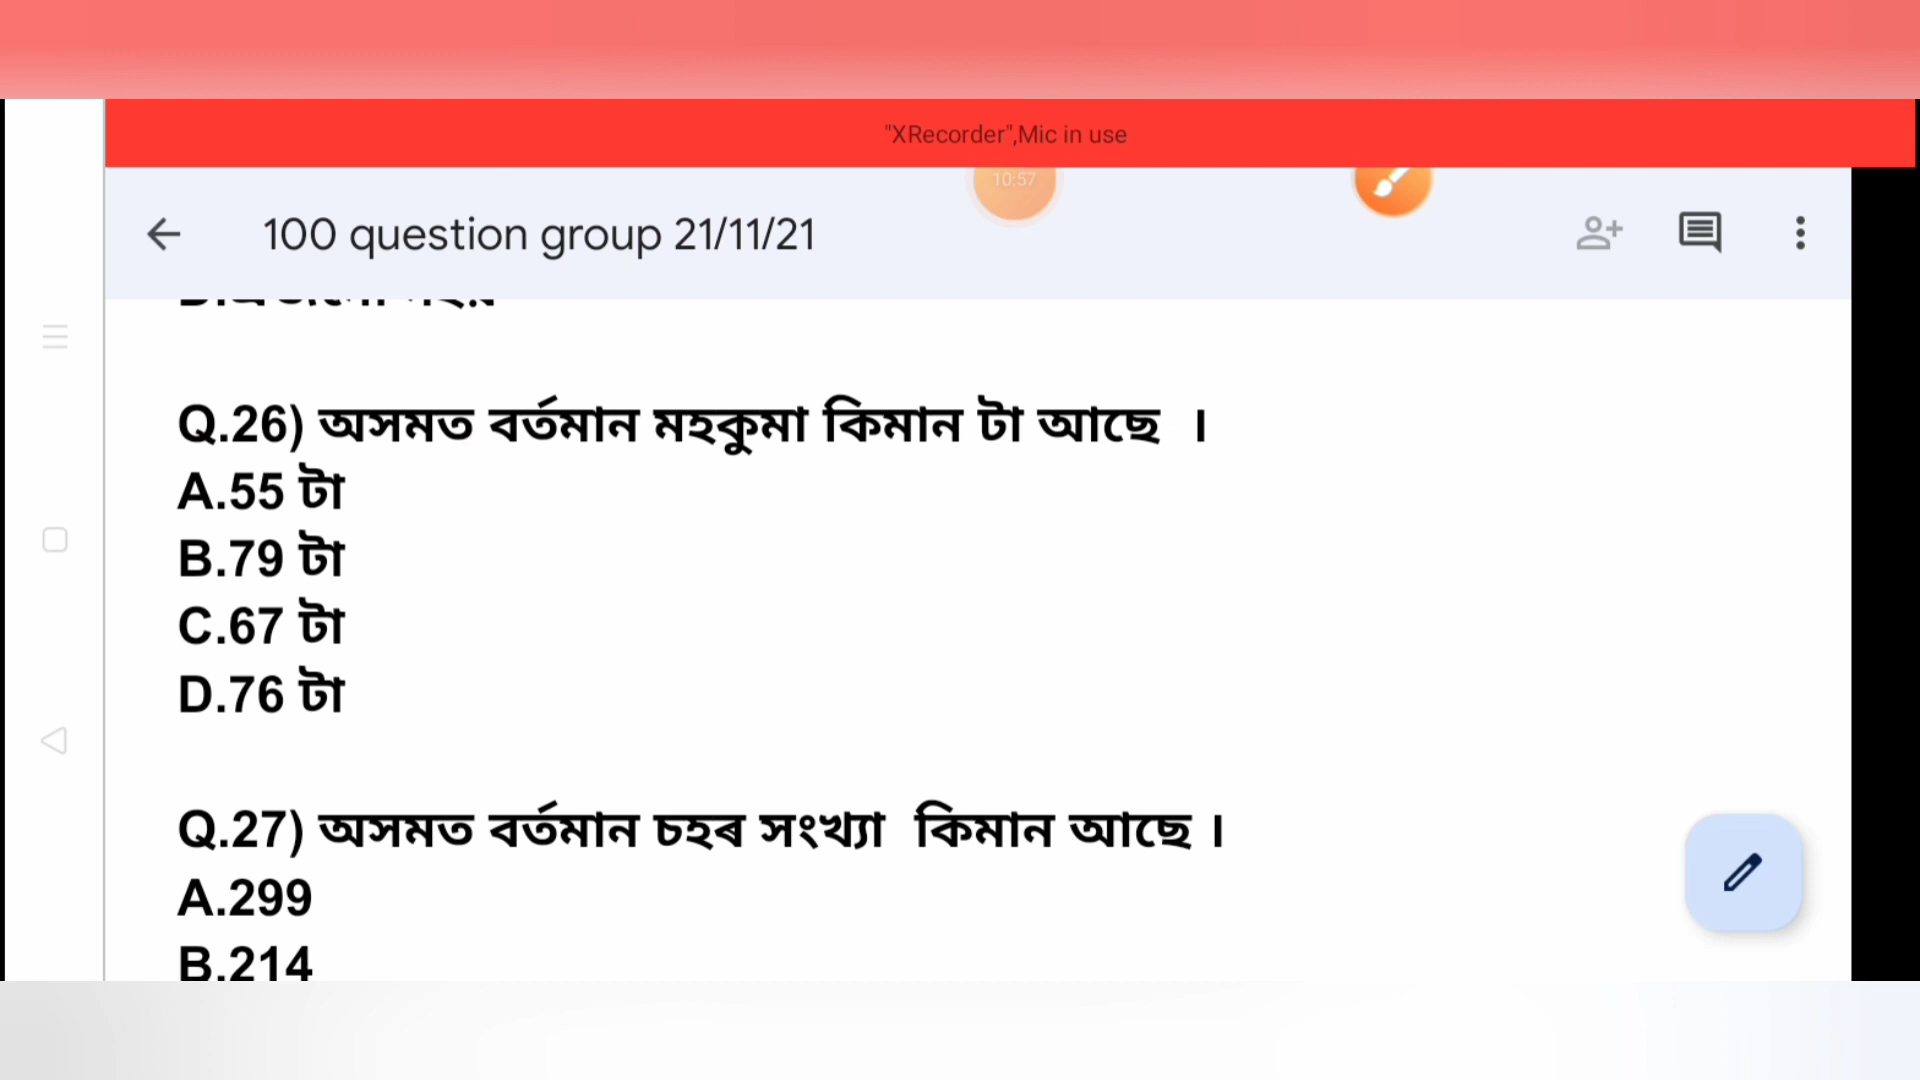 "XRecorder",Mic in use
10:57
100 question group 21/11/21
Q.26) অসমত বৰ্তমান মহকুমা কিমান টা আছে ।
A.55 টা
B.79 টা
C.67 টা
D.76 টা
Q.27) অসমত বৰ্তমান চহৰ সংখ্যা কিমান আছে ।
A.299
B.214